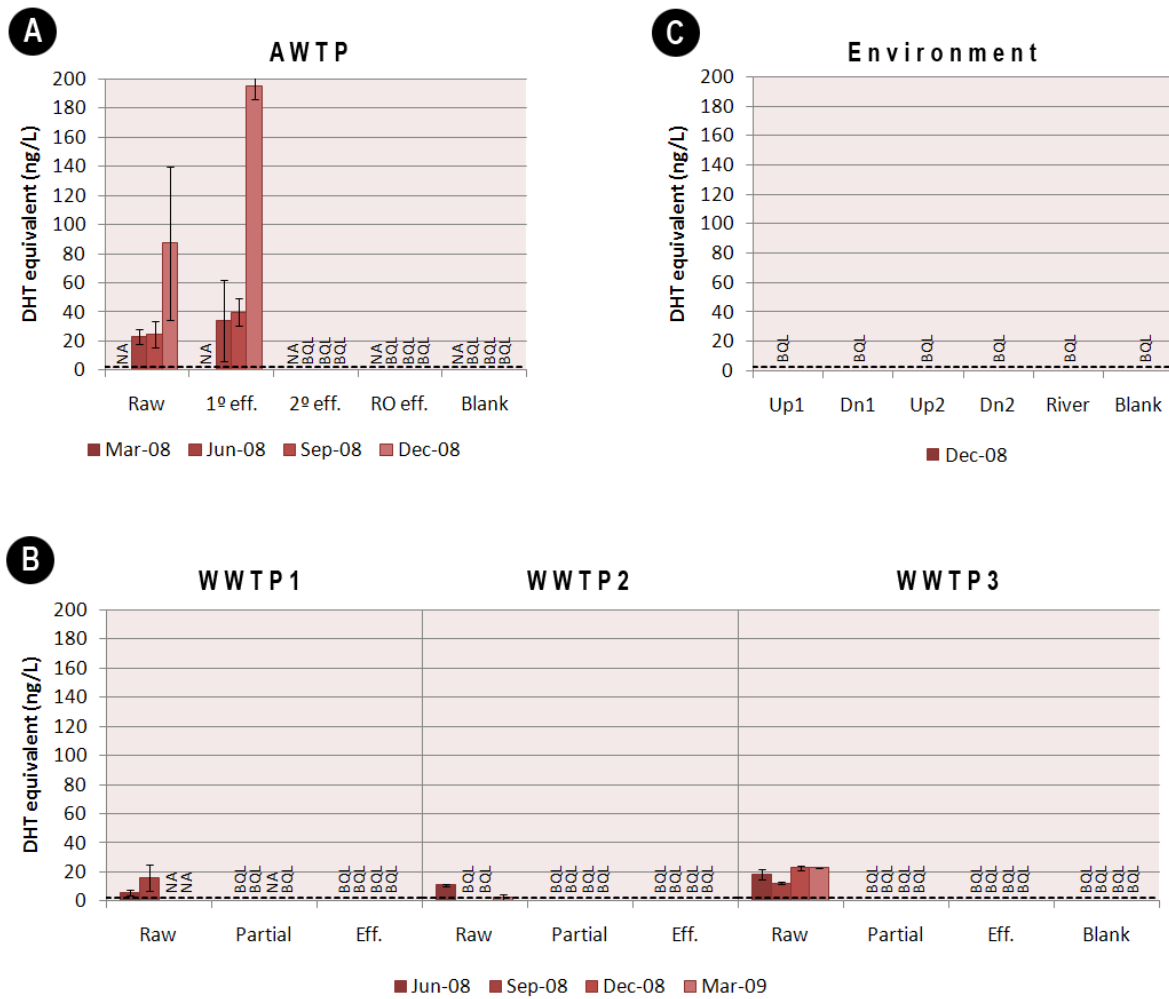 A
AWTP
DHT equivalent (ng/L)
200
180
160
140
120
100
80
60
40
20
0
NA
NA
NA BQL BQL BQL
NA BQL BQL BQL
NA BQL BQL BQL
Raw 1º eff. 2º eff. RO eff. Blank
Mar-08 Jun-08 Sep-08 Dec-08
C
Environment
DHT equivalent (ng/L)
200
180
160
140
120
100
80
60
40
20
0
BQL BQL BQL BQL BQL BQL
Up1 Dn1 Up2 Dn2 River Blank
Dec-08
B
WWTP1 WWTP2 WWTP3
DHT equivalent (ng/L)
200
180
160
140
120
100
80
60
40
20
0
NA NA
BQL BQL NA BQL
BQL BQL BQL BQL
BQL BQL
BQL BQL BQL BQL
BQL BQL BQL BQL
BQL BQL BQL BQL
BQL BQL BQL BQL
BQL BQL BQL BQL
Raw Partial Eff. Raw Partial Eff. Raw Partial Eff. Blank
Jun-08 Sep-08 Dec-08 Mar-09